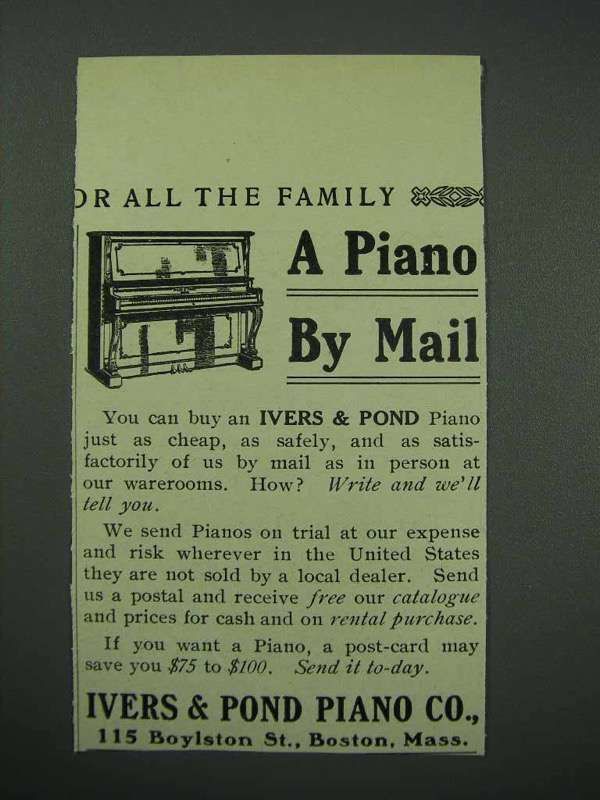 OR ALL THE FAMILY
A Piano
By Mail
You can buy an IVERS & POND Piano
just as cheap, as safely, and as satis-
factorily of us by mail as in person at
our warerooms. How? Write and we'll
tell you.
We send Pianos on trial at our expense
and risk wherever in the United States
they are not sold by a local dealer. Send
us a postal and receive free our catalogue
and prices for cash and on rental purchase.
If you want a Piano, a post-card may
save you $75 to $100. Send it to-day.
IVERS & POND PIANO CO.,
115 Boylston St., Boston, Mass.